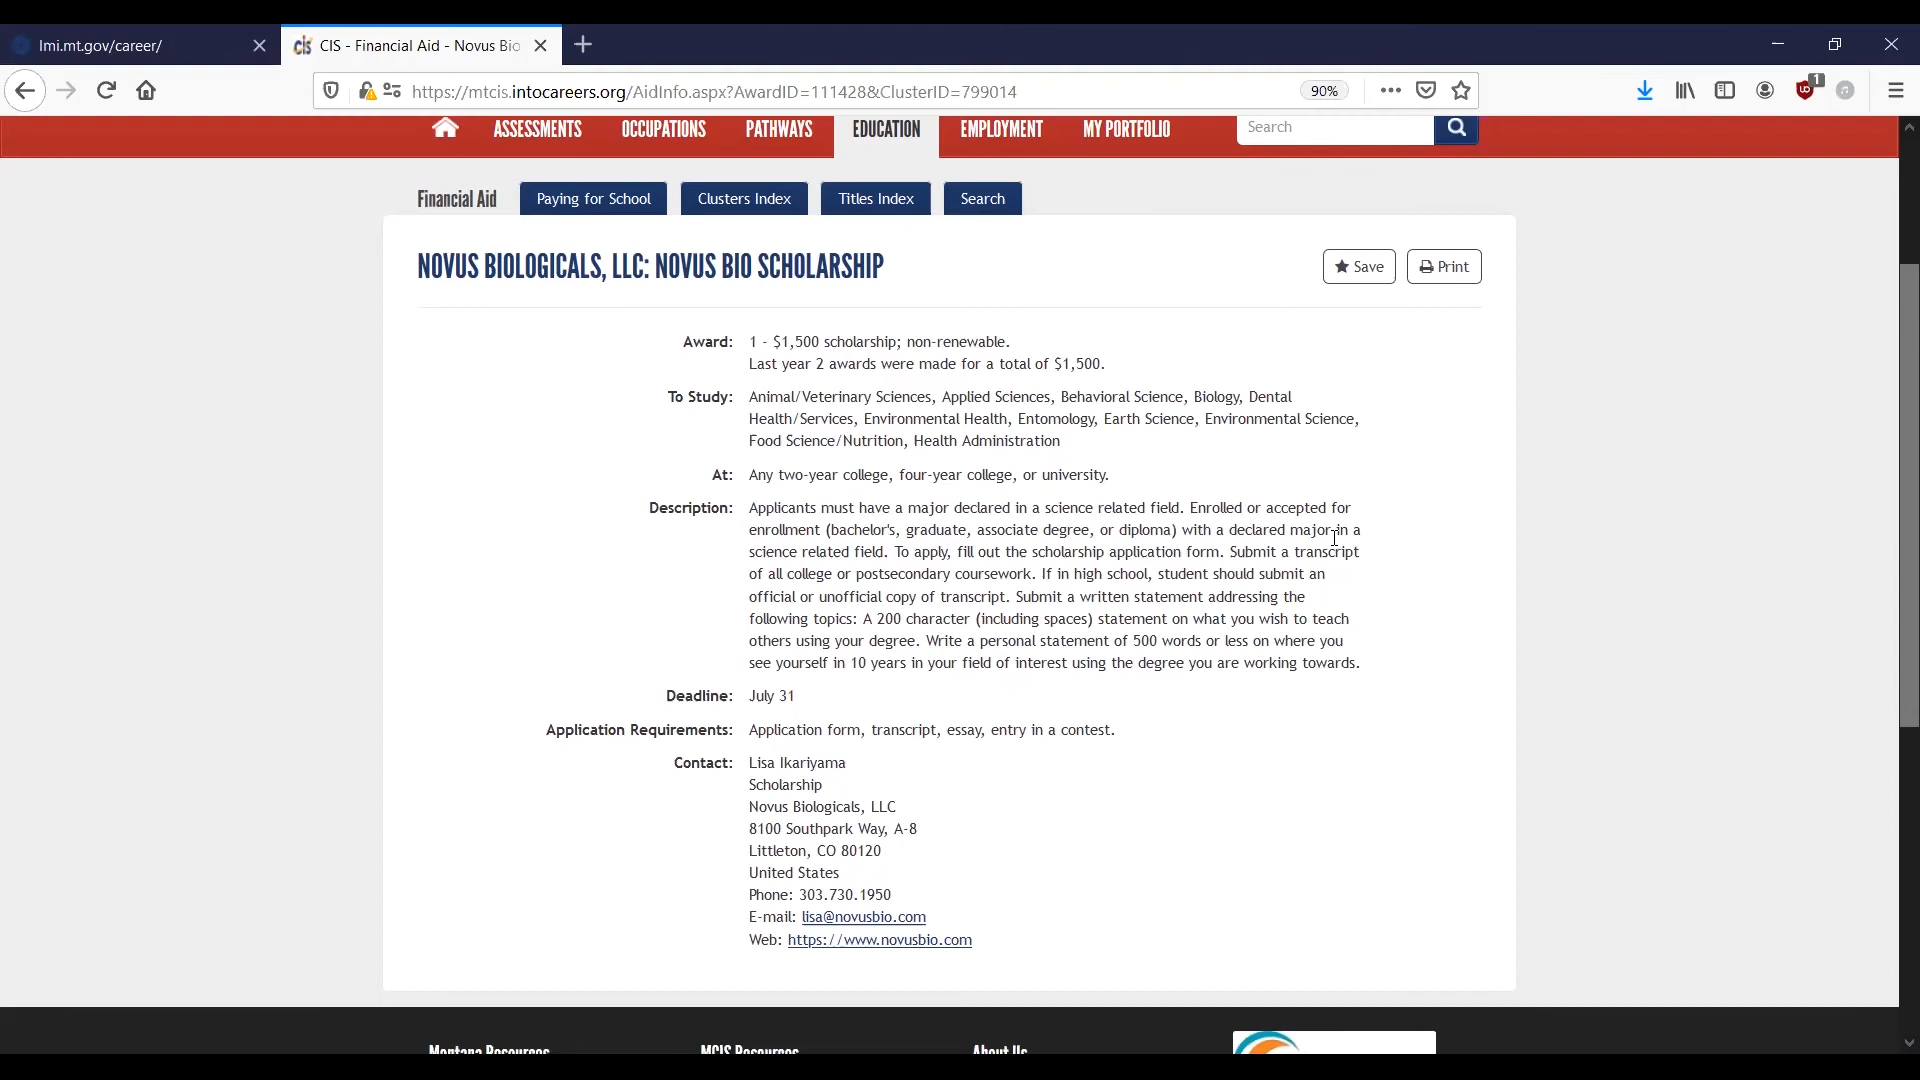 lmi.mt.gov/career/
CIS - Financial Aid - Novus Bio
https://mtcis.intocareers.org/AidInfo.aspx?AwardID=111428&ClusterID=799014
90%
1
ASSESSMENTS OCCUPATIONS PATHWAYS EDUCATION EMPLOYMENT MY PORTFOLIO Search
Financial Aid Paying for School Clusters Index Titles Index Search
NOVUS BIOLOGICALS, LLC: NOVUS BIO SCHOLARSHIP
Save Print
Award: 1 - $1,500 scholarship; non-renewable.
Last year 2 awards were made for a total of $1,500.
To Study: Animal/Veterinary Sciences, Applied Sciences, Behavioral Science, Biology, Dental
Health/Services, Environmental Health, Entomology, Earth Science, Environmental Science,
Food Science/Nutrition, Health Administration
At: Any two-year college, four-year college, or university.
Description: Applicants must have a major declared in a science related field. Enrolled or accepted for
enrollment (bachelor's, graduate, associate degree, or diploma) with a declared major in a
science related field. To apply, fill out the scholarship application form. Submit a transcript
of all college or postsecondary coursework. If in high school, student should submit an
official or unofficial copy of transcript. Submit a written statement addressing the
following topics: A 200 character (including spaces) statement on what you wish to teach
others using your degree. Write a personal statement of 500 words or less on where you
see yourself in 10 years in your field of interest using the degree you are working towards.
Deadline: July 31
Application Requirements: Application form, transcript, essay, entry in a contest.
Contact: Lisa Ikariyama
Scholarship
Novus Biologicals, LLC
8100 Southpark Way, A-8
Littleton, CO 80120
United States
Phone: 303.730.1950
E-mail: lisa@novusbio.com
Web: https://www.novusbio.com
Montana Resources MCIS Resources About Us